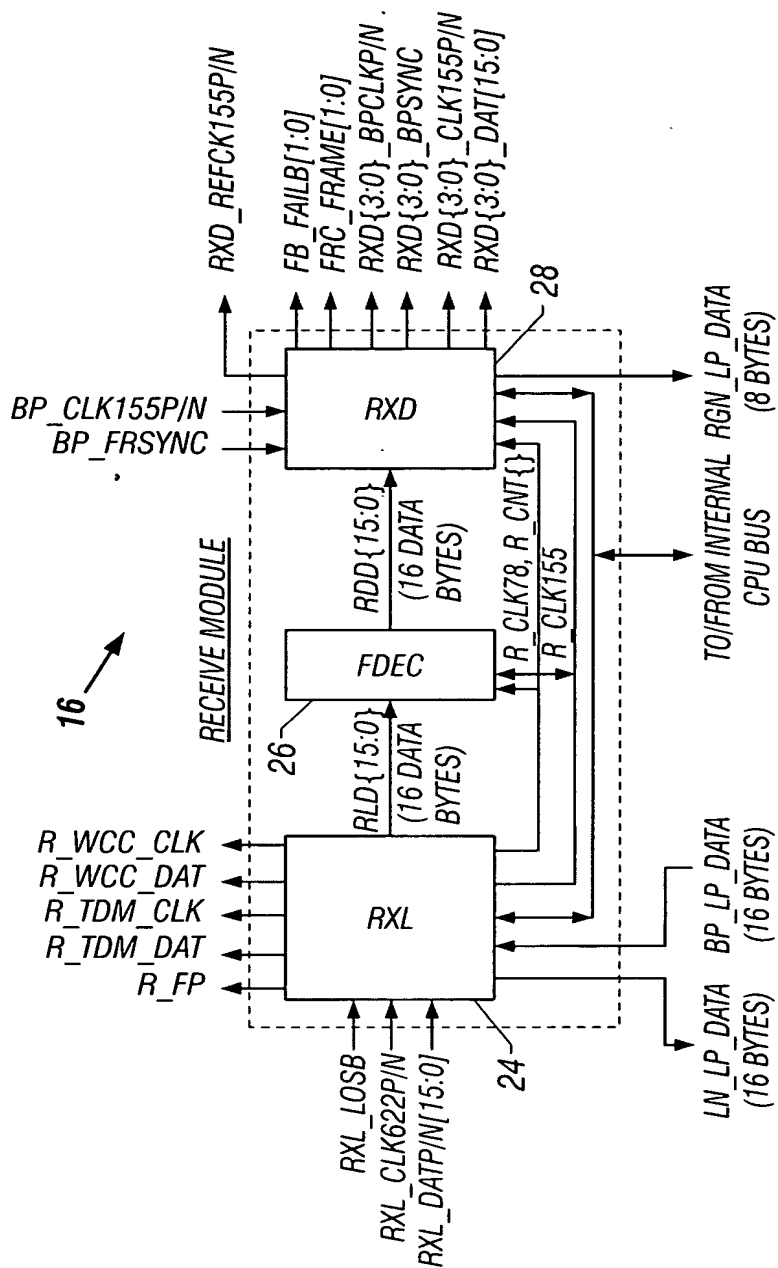 16
RECEIVE MODULE
R_WCC_CLK
R_WCC_DAT
R_TDM_CLK
R_TDM_DAT
R_FP
RXL_LOSB
RXL_CLK622P/N
RXL_DATP/N[15:0]
RXL
24
LN_LP_DATA
(16 BYTES)
BP_LP_DATA
(16 BYTES)
RLD{15:0}
(16 DATA
BYTES)
26
FDEC
RDD{15:0}
(16 DATA
BYTES)
R_CLK78, R_CNT{}
R_CLK155
BP_CLK155P/N
BP_FRSYNC
RXD
28
RXD_REFCK155P/N
FB_FAILB[1:0]
FRC_FRAME[1:0]
RXD{3:0}_BPCLKP/N
RXD{3:0}_BPSYNC
RXD{3:0}_CLK155P/N
RXD{3:0}_DAT[15:0]
TO/FROM INTERNAL
CPU BUS
RGN_LP_DATA
(8 BYTES)